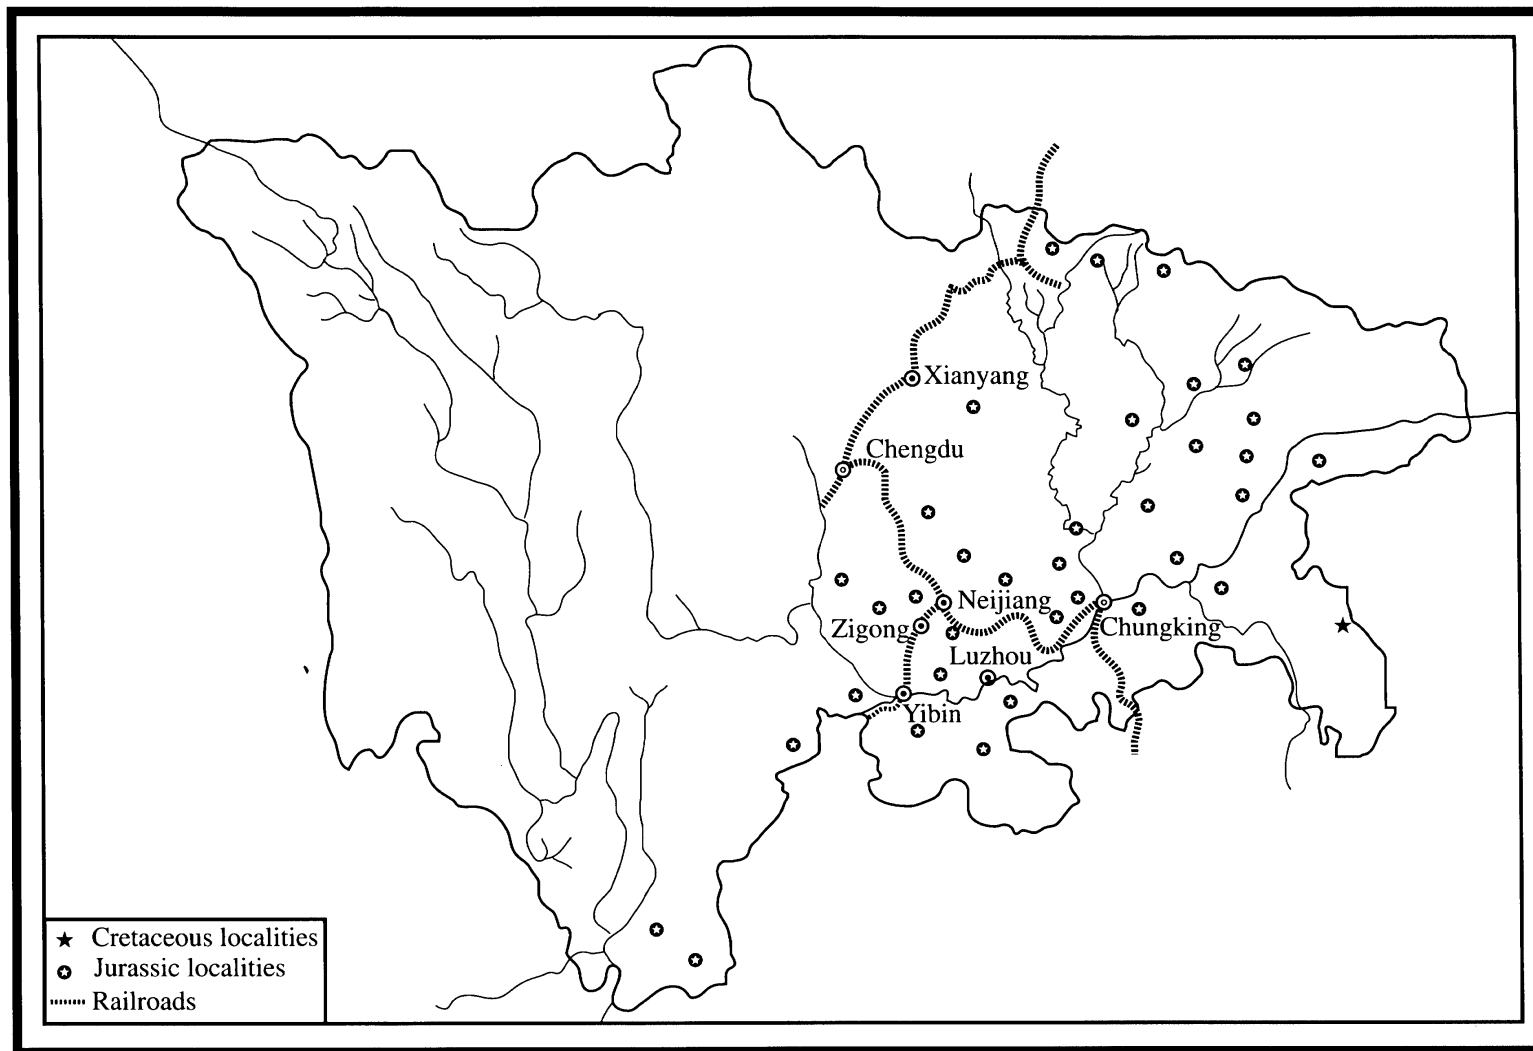 Xianyang
Chengdu
Neijiang
Zigong
Chungking
Luzhou
Yibin
Cretaceous localities
Jurassic localities
Railroads